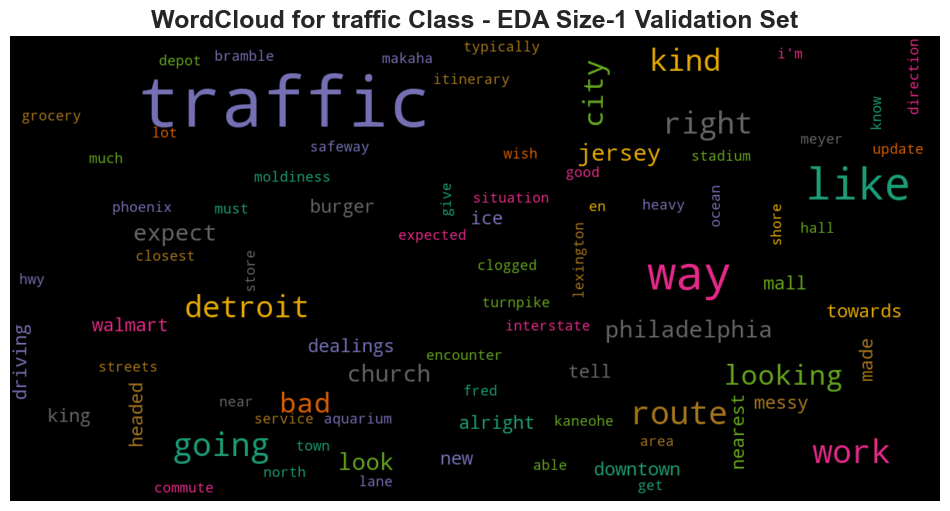 WordCloud for traffic Class - EDA Size-1 Validation Set
typically
bramble
depot
makaha
kind
i'm
direction
traffic
itinerary
city
grocery
lot
right
know
much
safeway
wish
jersey
stadium
meyer
update
moldiness
good
like
phoenix
must
burger
give
situation
ice
en
heavy
ocean
shore
hall
expect
expected
closest
store
clogged
lexington
way
mall
hwy
detroit
turnpike
towards
walmart
interstate
philadelphia
driving
dealings
encounter
made
streets
church
tell
looking
headed
near
bad
fred
king
service
aquarium
alright
kaneohe
route
nearest
messy
going
town
look
new
area
work
north
lane
able
downtown
commute
get